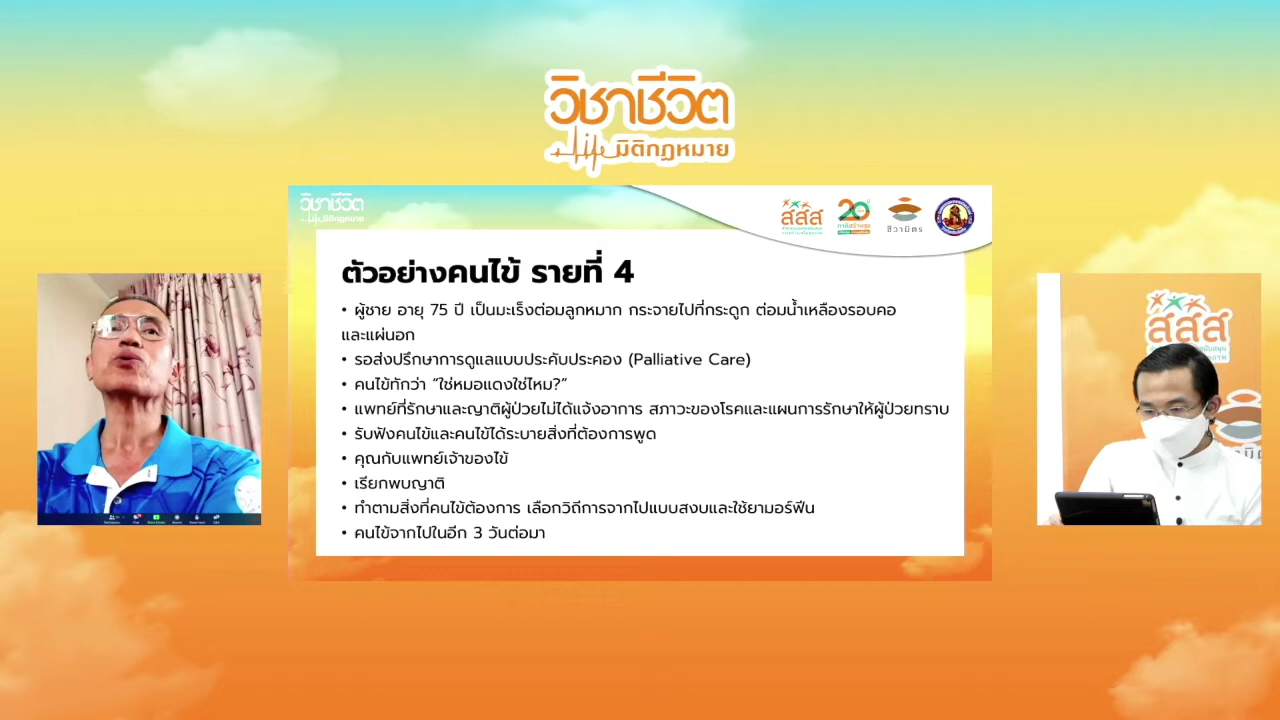 วิชาชีวิต
Life มิติกฎหมาย
วิชาชีวิต
Life มิติกฎหมาย
สสส
20
ชีวามิตร
ตัวอย่างคนไข้ รายที่ 4
• ผู้ชาย อายุ 75 ปี เป็นมะเร็งต่อมลูกหมาก กระจายไปที่กระดูก ต่อมน้ำเหลืองรอบคอ
และแผ่นอก
• รอส่งปรึกษาการดูแลแบบประคับประคอง (Palliative Care)
• คนไข้ทักว่า “ใช่หมอแดงใช่ไหม?”
• แพทย์ที่รักษาและญาติผู้ป่วยไม่ได้แจ้งอาการ สภาวะของโรคและแผนการรักษาให้ผู้ป่วยทราบ
• รับฟังคนไข้และคนไข้ได้ระบายสิ่งที่ต้องการพูด
• คุณกับแพทย์เจ้าของไข้
• เรียกพบญาติ
• ทำตามสิ่งที่คนไข้ต้องการ เลือกวิถีการจากไปแบบสงบและใช้ยามอร์ฟีน
• คนไข้จากไปในอีก 3 วันต่อมา
สสส